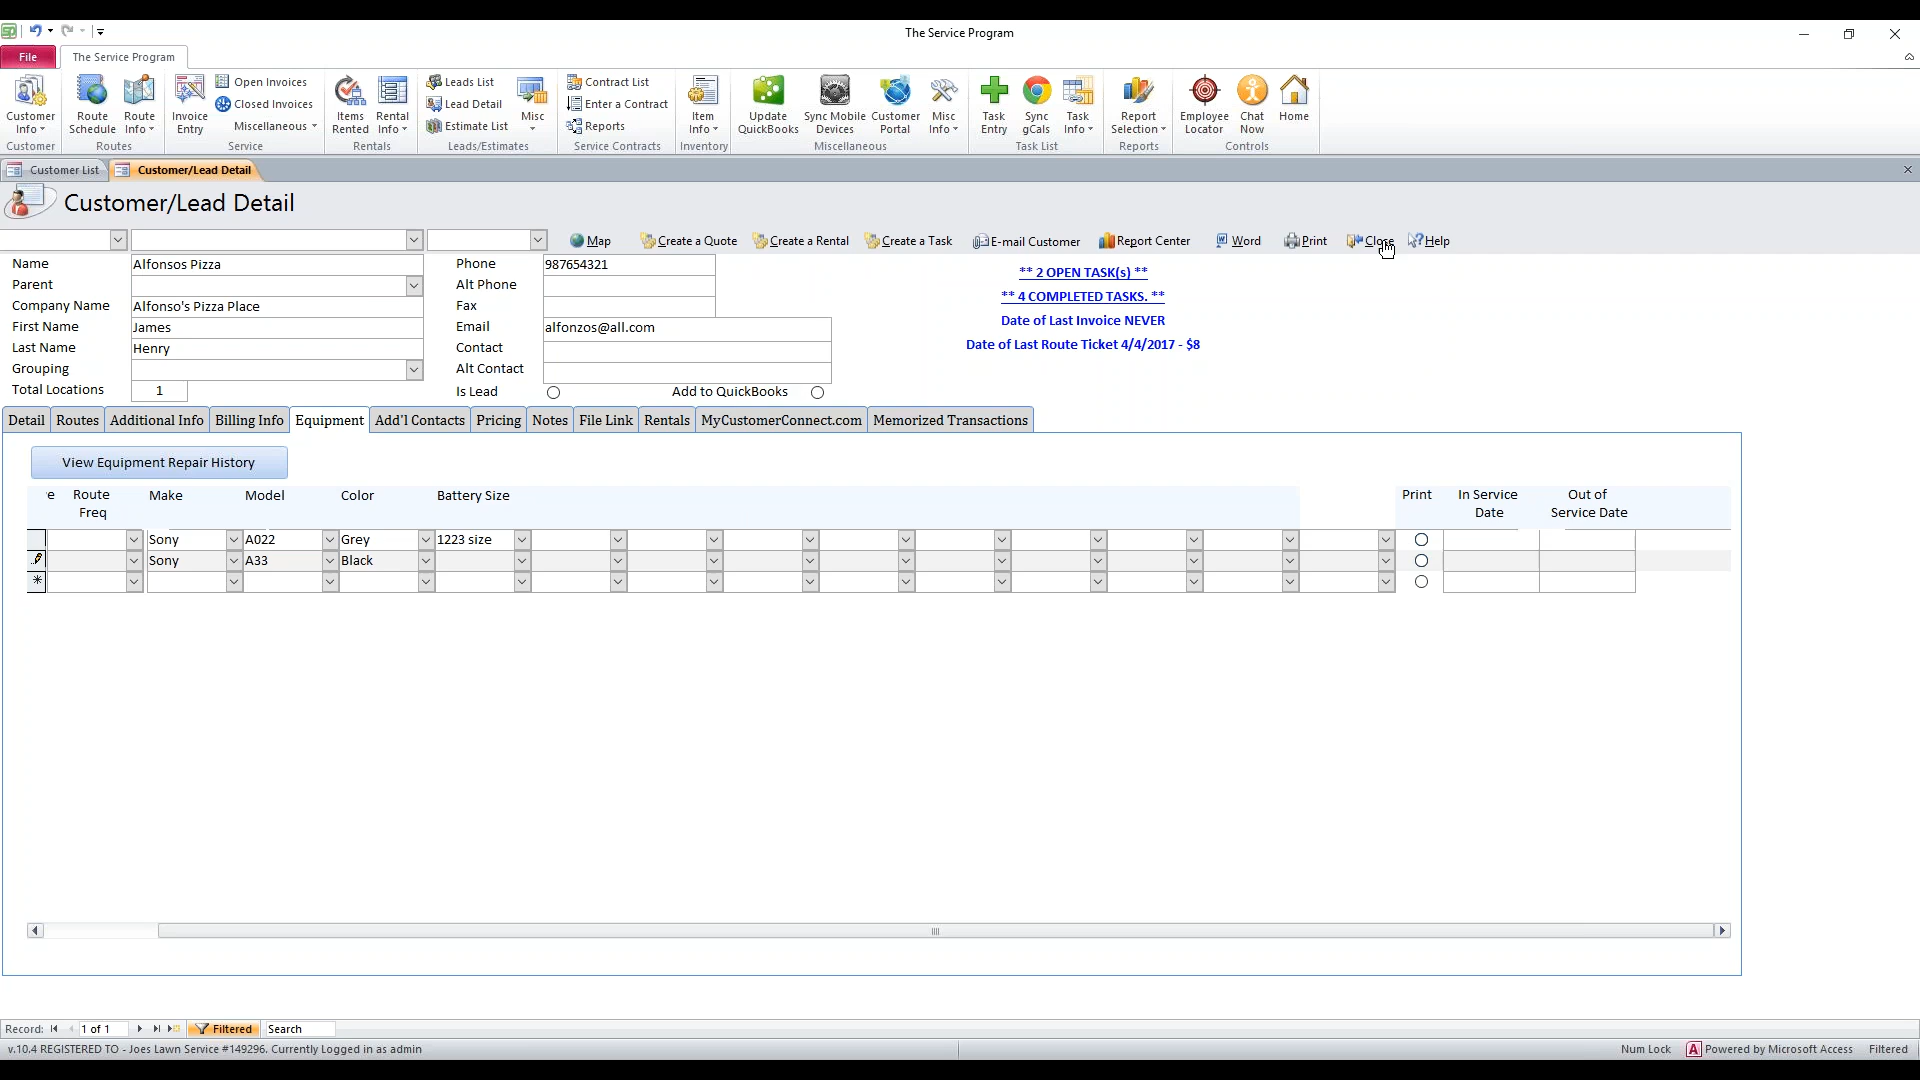 The Service Program
File
The Service Program
Customer Info
Route Schedule
Route Info
Invoice Entry
Open Invoices
Closed Invoices
Miscellaneous
Items Rented
Rental Info
Leads List
Lead Detail
Estimate List
Misc
Contract List
Enter a Contract
Reports
Item Info
Update QuickBooks
Sync Mobile Devices
Customer Portal
Misc Info
Task Entry
Sync gCals
Task Info
Report Selection
Employee Locator
Chat Now
Home
Customer
Routes
Service
Rentals
Leads/Estimates
Service Contracts
Inventory
Miscellaneous
Task List
Reports
Controls
Customer List
Customer/Lead Detail
Customer/Lead Detail
Map
Create a Quote
Create a Rental
Create a Task
E-mail Customer
Report Center
Word
Print
Close
Help
Name Alfonsos Pizza
Parent
Company Name Alfonso's Pizza Place
First Name James
Last Name Henry
Grouping
Total Locations 1
Phone 987654321
Alt Phone
Fax
Email alfonzos@all.com
Contact
Alt Contact
Is Lead
Add to QuickBooks
** 2 OPEN TASK(s) **
** 4 COMPLETED TASKS. **
Date of Last Invoice NEVER
Date of Last Route Ticket 4/4/2017 - $8
Detail
Routes
Additional Info
Billing Info
Equipment
Add'l Contacts
Pricing
Notes
File Link
Rentals
MyCustomerConnect.com
Memorized Transactions
View Equipment Repair History
e Route Freq Make Model Color Battery Size Print In Service Date Out of Service Date
Sony A022 Grey 1223 size
Sony A33 Black
Record: 1 of 1 Filtered Search
v.10.4 REGISTERED TO - Joes Lawn Service #149296. Currently Logged in as admin
Num Lock
A Powered by Microsoft Access
Filtered